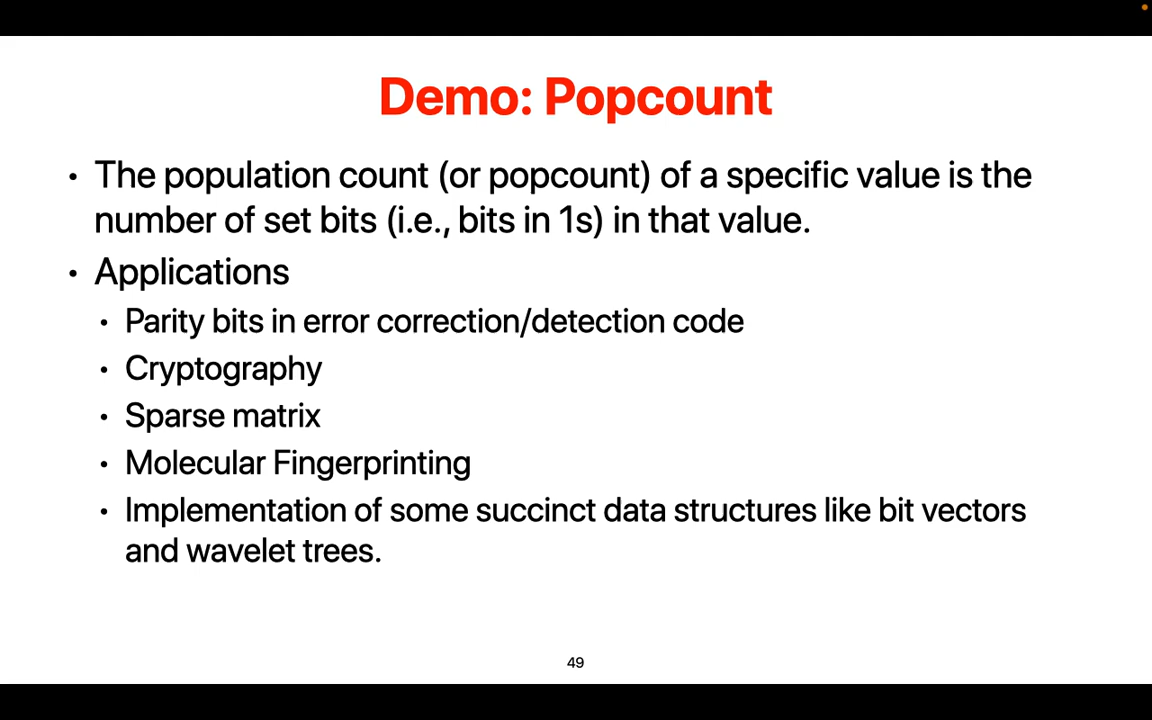 Demo: Popcount
• The population count (or popcount) of a specific value is the
number of set bits (i.e., bits in 1s) in that value.
• Applications
• Parity bits in error correction/detection code
• Cryptography
• Sparse matrix
• Molecular Fingerprinting
• Implementation of some succinct data structures like bit vectors
and wavelet trees.
49